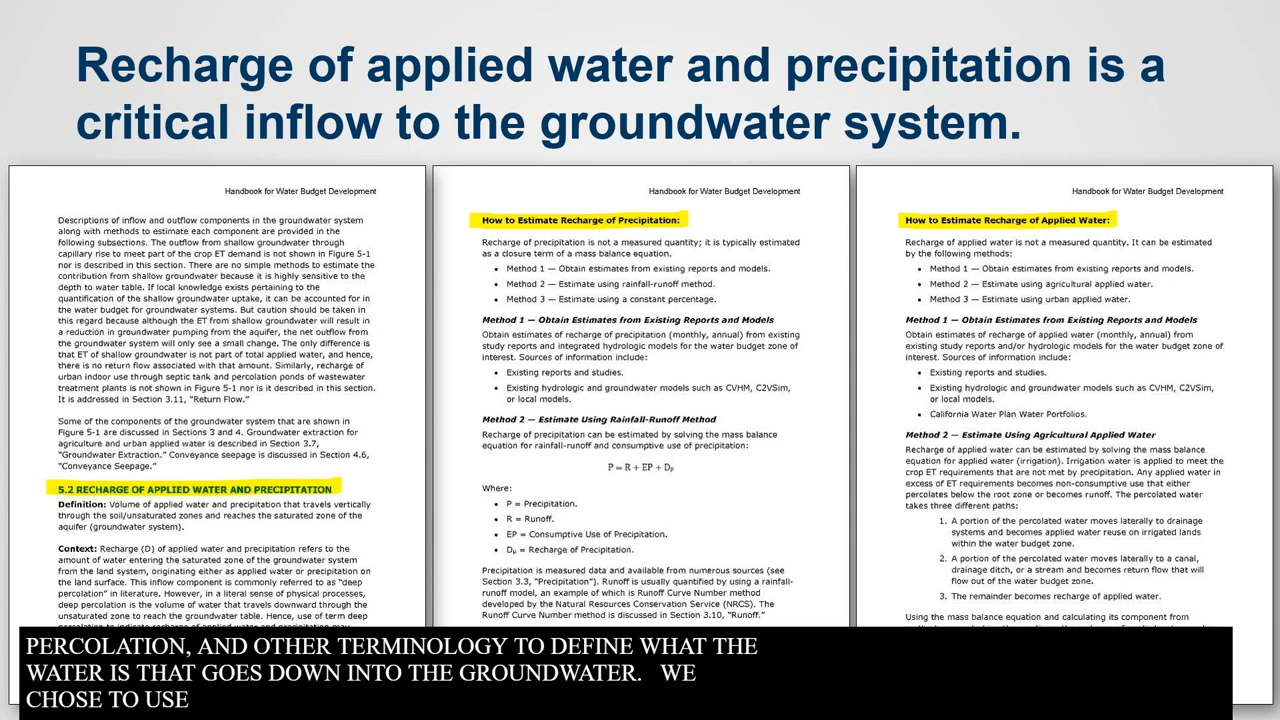 Recharge of applied water and precipitation is a
critical inflow to the groundwater system.
Handbook for Water Budget Development
Descriptions of inflow and outflow components in the groundwater system
along with methods to estimate each component are provided in the
following subsections. The outflow from shallow groundwater through
capillary rise to meet part of the crop ET demand is not shown in Figure 5-1
nor is described in this section. There are no simple methods to estimate the
contribution from shallow groundwater because it is highly sensitive to the
depth to water table. If local knowledge exists pertaining to the
quantification of the shallow groundwater uptake, it can be accounted for in
the water budget for groundwater systems. But caution should be taken in
this regard because although the ET from shallow groundwater will result in
a reduction in groundwater pumping from the aquifer, the net outflow from
the groundwater system will only see a small change. The only difference is
that ET of shallow groundwater is not part of total applied water, and hence,
there is no return flow associated with that amount. Similarly, recharge of
urban indoor use through septic tank and percolation ponds of wastewater
treatment plants is not shown in Figure 5-1 nor is it described in this section.
It is addressed in Section 3.11, “Return Flow.”
Some of the components of the groundwater system that are shown in
Figure 5-1 are discussed in Sections 3 and 4. Groundwater extraction for
agriculture and urban applied water is described in Section 3.7,
“Groundwater Extraction.” Conveyance seepage is discussed in Section 4.6,
“Conveyance Seepage.”
5.2 RECHARGE OF APPLIED WATER AND PRECIPITATION
Definition: Volume of applied water and precipitation that travels vertically
through the soil/unsaturated zones and reaches the saturated zone of the
aquifer (groundwater system).
Context: Recharge (D) of applied water and precipitation refers to the
amount of water entering the saturated zone of the groundwater system
from the land system, originating either as applied water or precipitation on
the land surface. This inflow component is commonly referred to as “deep
percolation” in literature. However, in a literal sense of physical processes,
deep percolation is the volume of water that travels downward through the
unsaturated zone to reach the groundwater table. Hence, use of term deep
Handbook for Water Budget Development
How to Estimate Recharge of Precipitation:
Recharge of precipitation is not a measured quantity; it is typically estimated
as a closure term of a mass balance equation.
• Method 1 — Obtain estimates from existing reports and models.
• Method 2 — Estimate using rainfall-runoff method.
• Method 3 — Estimate using a constant percentage.
Method 1 — Obtain Estimates from Existing Reports and Models
Obtain estimates of recharge of precipitation (monthly, annual) from existing
study reports and integrated hydrologic models for the water budget zone of
interest. Sources of information include:
• Existing reports and studies.
• Existing hydrologic and groundwater models such as CVHM, C2VSim,
or local models.
Method 2 — Estimate Using Rainfall-Runoff Method
Recharge of precipitation can be estimated by solving the mass balance
equation for rainfall-runoff and consumptive use of precipitation:
P = R + EP + Dₚ
Where:
• P = Precipitation.
• R = Runoff.
• EP = Consumptive Use of Precipitation.
• Dₚ = Recharge of Precipitation.
Precipitation is measured data and available from numerous sources (see
Section 3.3, “Precipitation”). Runoff is usually quantified by using a rainfall-
runoff model, an example of which is Runoff Curve Number method
developed by the Natural Resources Conservation Service (NRCS). The
Runoff Curve Number method is discussed in Section 3.10, “Runoff.”
Handbook for Water Budget Development
How to Estimate Recharge of Applied Water:
Recharge of applied water is not a measured quantity. It can be estimated
by the following methods:
• Method 1 — Obtain estimates from existing reports and models.
• Method 2 — Estimate using agricultural applied water.
• Method 3 — Estimate using urban applied water.
Method 1 — Obtain Estimates from Existing Reports and Models
Obtain estimates of recharge of applied water (monthly, annual) from
existing study reports and/or hydrologic models for the water budget zone of
interest. Sources of information include:
• Existing reports and studies.
• Existing hydrologic and groundwater models such as CVHM, C2VSim,
or local models.
• California Water Plan Water Portfolios.
Method 2 — Estimate Using Agricultural Applied Water
Recharge of applied water can be estimated by solving the mass balance
equation for applied water (irrigation). Irrigation water is applied to meet the
crop ET requirements that are not met by precipitation. Any applied water in
excess of ET requirements becomes non-consumptive use that either
percolates below the root zone or becomes runoff. The percolated water
takes three different paths:
1. A portion of the percolated water moves laterally to drainage
systems and becomes applied water reuse on irrigated lands
within the water budget zone.
2. A portion of the percolated water moves laterally to a canal,
drainage ditch, or a stream and becomes return flow that will
flow out of the water budget zone.
3. The remainder becomes recharge of applied water.
Using the mass balance equation and calculating its component from
PERCOLATION, AND OTHER TERMINOLOGY TO DEFINE WHAT THE
WATER IS THAT GOES DOWN INTO THE GROUNDWATER. WE
CHOSE TO USE